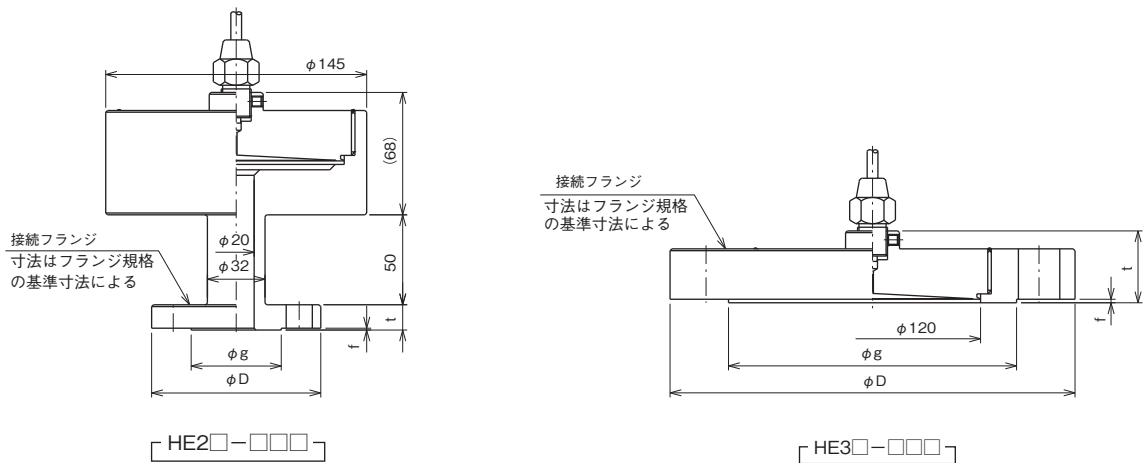 φ145
(68)
φ20
φ32
50
接続フランジ
寸法はフランジ規格
の基準寸法による
t
f
φg
φD
HE2□－□□□
接続フランジ
寸法はフランジ規格
の基準寸法による
t
f
φ120
φg
φD
HE3□－□□□